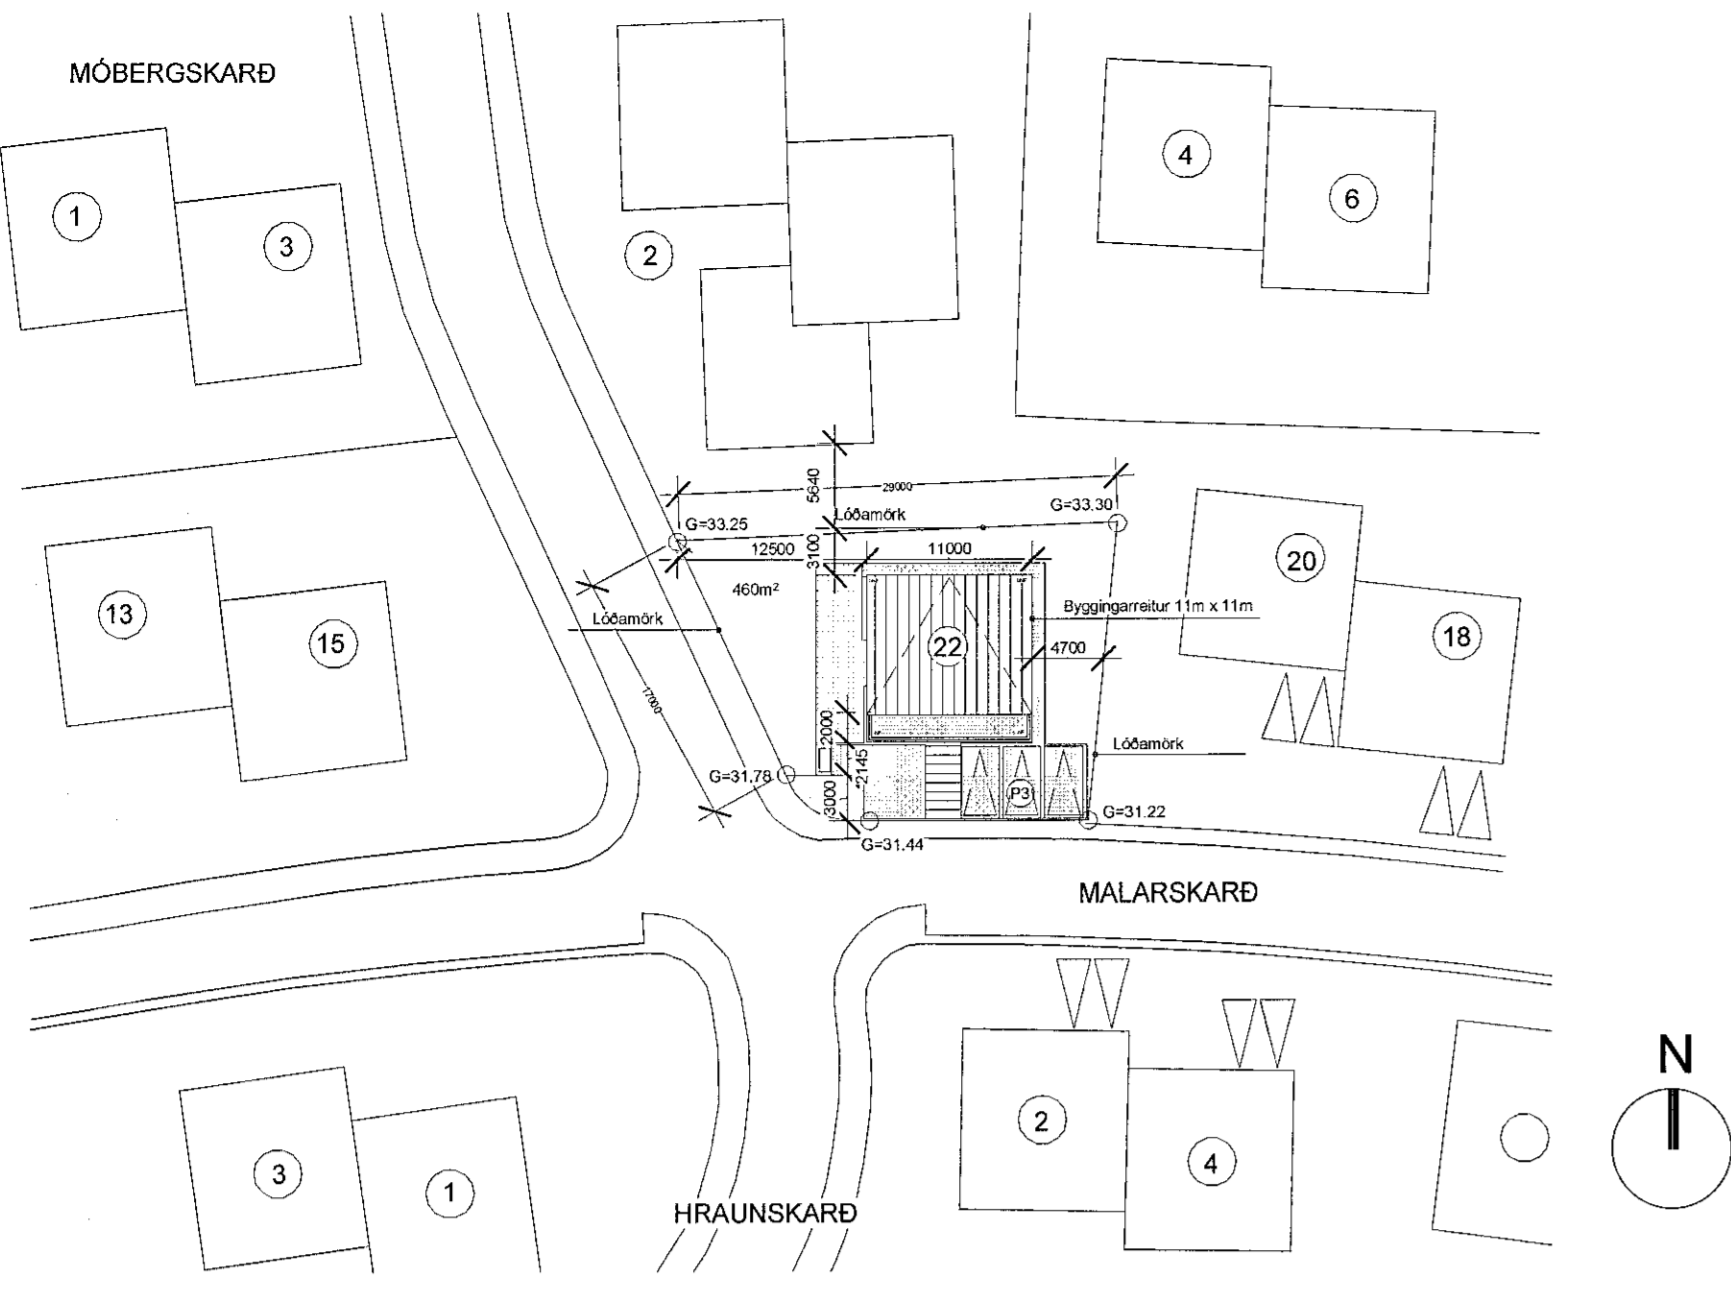 MÓBERGSKARÐ
4
6
1
3
2
5640
29000
G=33.30
Lóðamörk
G=33.25
12500
3100
11000
20
460m²
Byggingarreitur 11m x 11m
13
Lóðamörk
15
22
18
4700
17000
2000
2145
Lóðamörk
G=31.78
3000
P3
G=31.22
G=31.44
MALARSKARÐ
N
2
4
3
1
HRAUNSKARÐ